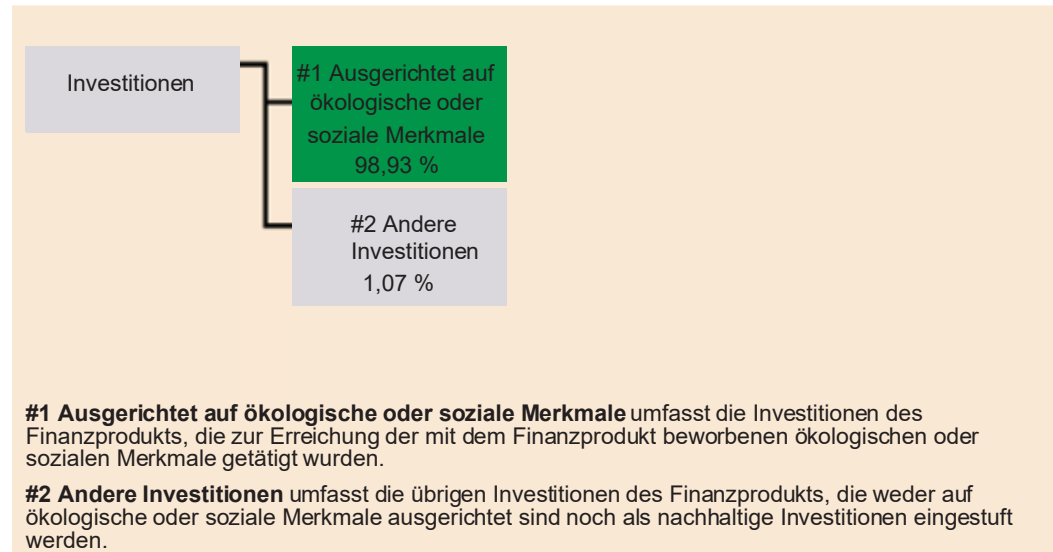 Investitionen
#1 Ausgerichtet auf
ökologische oder
soziale Merkmale
98,93 %
#2 Andere
Investitionen
1,07 %
#1 Ausgerichtet auf ökologische oder soziale Merkmale umfasst die Investitionen des
Finanzprodukts, die zur Erreichung der mit dem Finanzprodukt beworbenen ökologischen oder
sozialen Merkmale getätigt wurden.
#2 Andere Investitionen umfasst die übrigen Investitionen des Finanzprodukts, die weder auf
ökologische oder soziale Merkmale ausgerichtet sind noch als nachhaltige Investitionen eingestuft
werden.